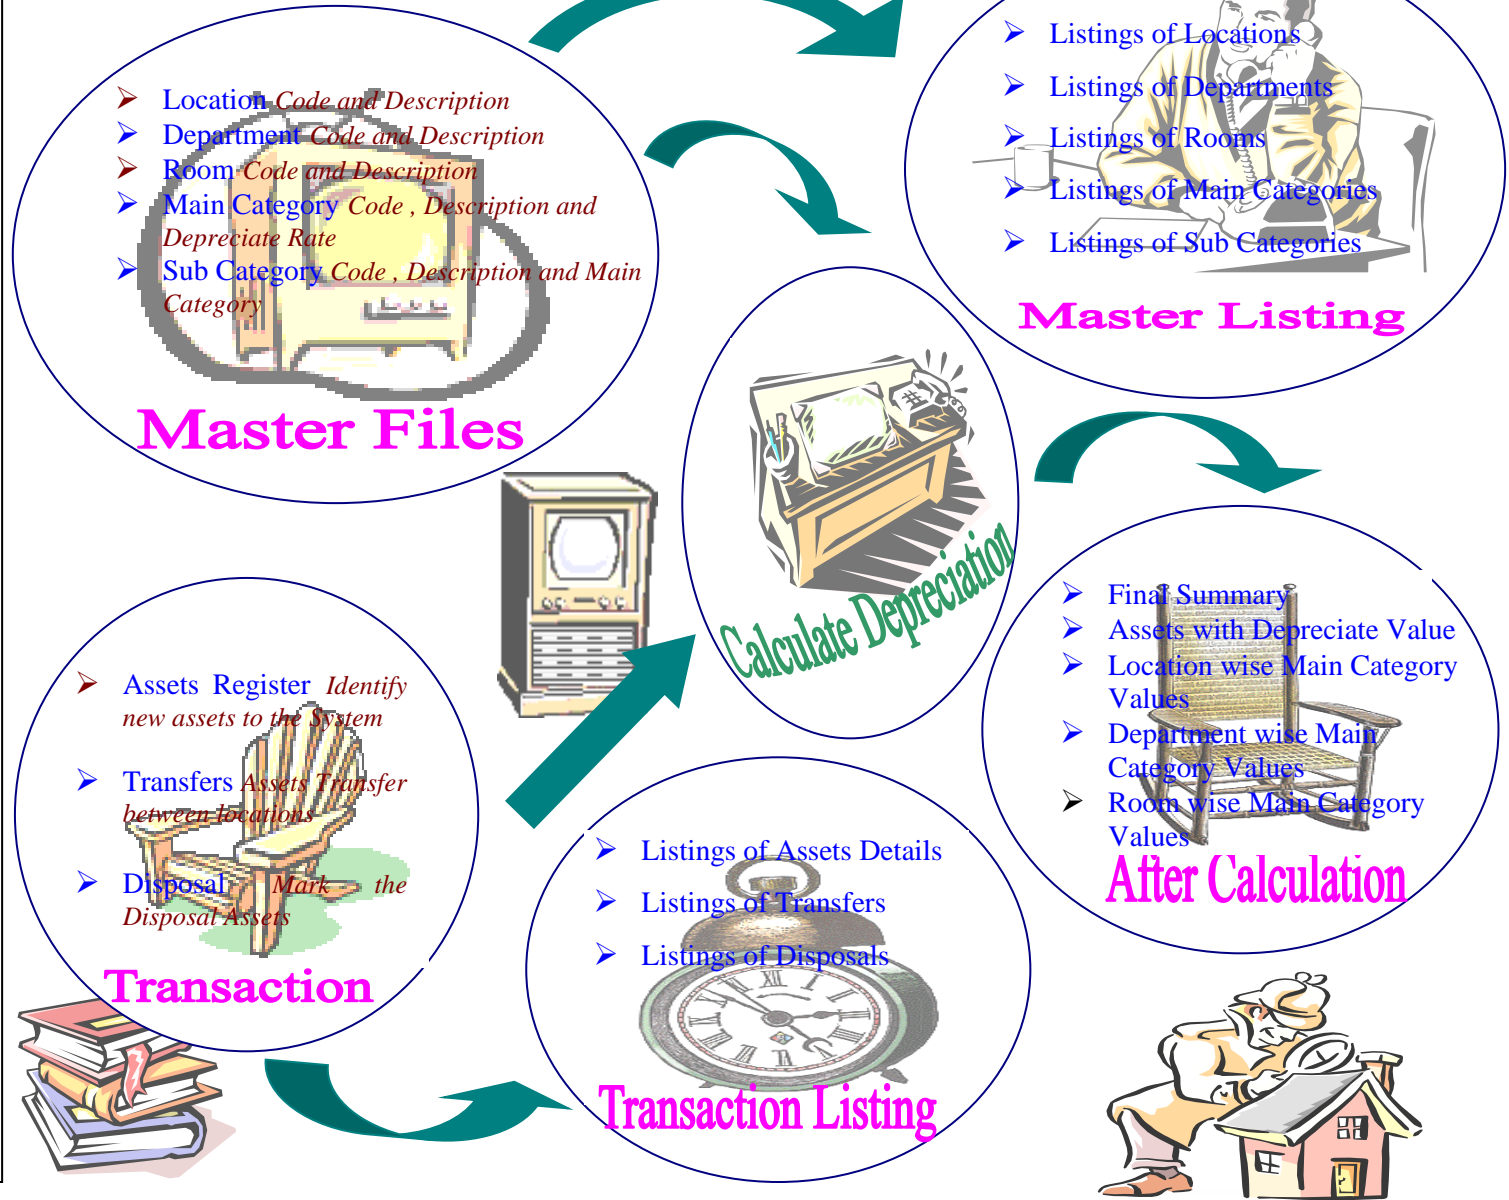 Location Code and Description
Department Code and Description
Room Code and Description
Main Category Code , Description and
Depreciate Rate
Sub Category Code , Description and Main
Category
Master Files
Listings of Locations
Listings of Departments
Listings of Rooms
Listings of Main Categories
Listings of Sub Categories
Master Listing
Calculate Depreciation
Assets Register Identify
new assets to the System
Transfers Assets Transfer
between locations
Disposal Mark the
Disposal Assets
Transaction
Listings of Assets Details
Listings of Transfers
Listings of Disposals
Transaction Listing
Final Summary
Assets with Depreciate Value
Location wise Main Category
Values
Department wise Main
Category Values
Room wise Main Category
Values
After Calculation